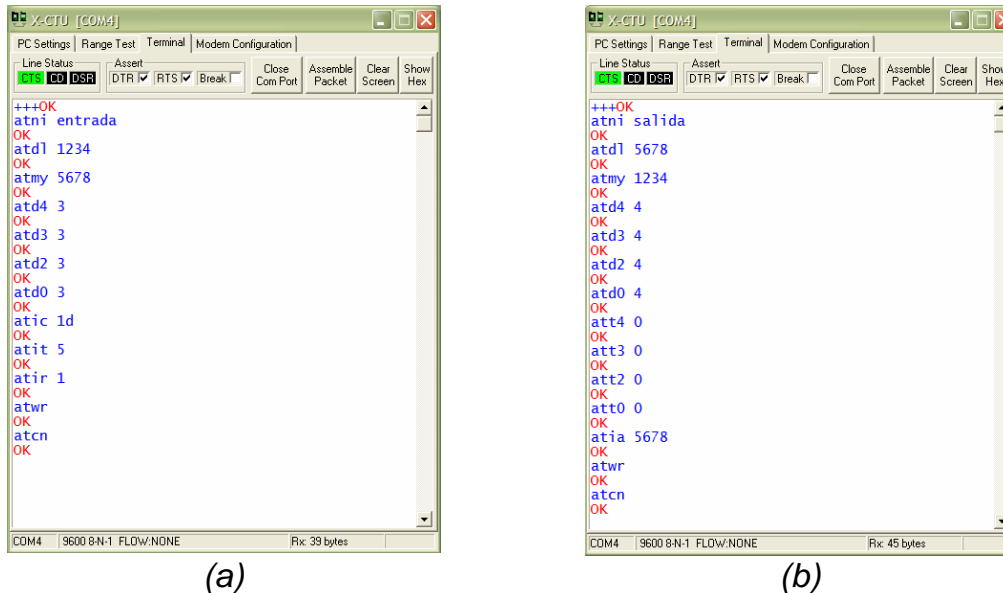 X-CTU [COM4]
PC Settings Range Test Terminal Modem Configuration
Line Status Assert
CTS CD DSR DTR RTS Break Close Com Port Assemble Packet Clear Screen Show Hex
+++OK
atni entrada
OK
atdl 1234
OK
atmy 5678
OK
atd4 3
OK
atd3 3
OK
atd2 3
OK
atd0 3
OK
atic 1d
OK
atit 5
OK
atir 1
OK
atwr
OK
atcn
OK
COM4 9600 8-N-1 FLOW:NONE Rx: 39 bytes
(a)
X-CTU [COM4]
PC Settings Range Test Terminal Modem Configuration
Line Status Assert
CTS CD DSR DTR RTS Break Close Com Port Assemble Packet Clear Screen Show Hex
+++OK
atni salida
OK
atdl 5678
OK
atmy 1234
OK
atd4 4
OK
atd3 4
OK
atd2 4
OK
atd0 4
OK
att4 0
OK
att3 0
OK
att2 0
OK
att0 0
OK
atia 5678
OK
atwr
OK
atcn
OK
COM4 9600 8-N-1 FLOW:NONE Rx: 45 bytes
(b)